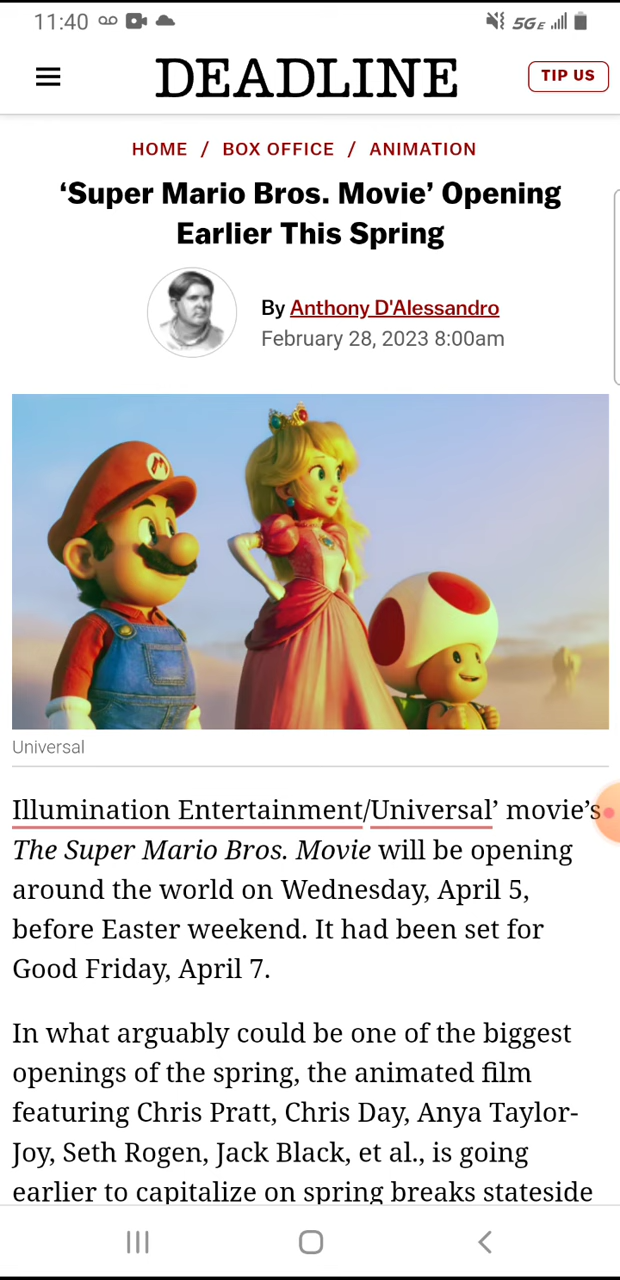 11:40
5GE
DEADLINE
TIP US
HOME / BOX OFFICE / ANIMATION
‘Super Mario Bros. Movie’ Opening
Earlier This Spring
By Anthony D'Alessandro
February 28, 2023 8:00am
M
Universal
Illumination Entertainment/Universal’ movie’s
The Super Mario Bros. Movie will be opening
around the world on Wednesday, April 5,
before Easter weekend. It had been set for
Good Friday, April 7.
In what arguably could be one of the biggest
openings of the spring, the animated film
featuring Chris Pratt, Chris Day, Anya Taylor-
Joy, Seth Rogen, Jack Black, et al., is going
earlier to capitalize on spring breaks stateside